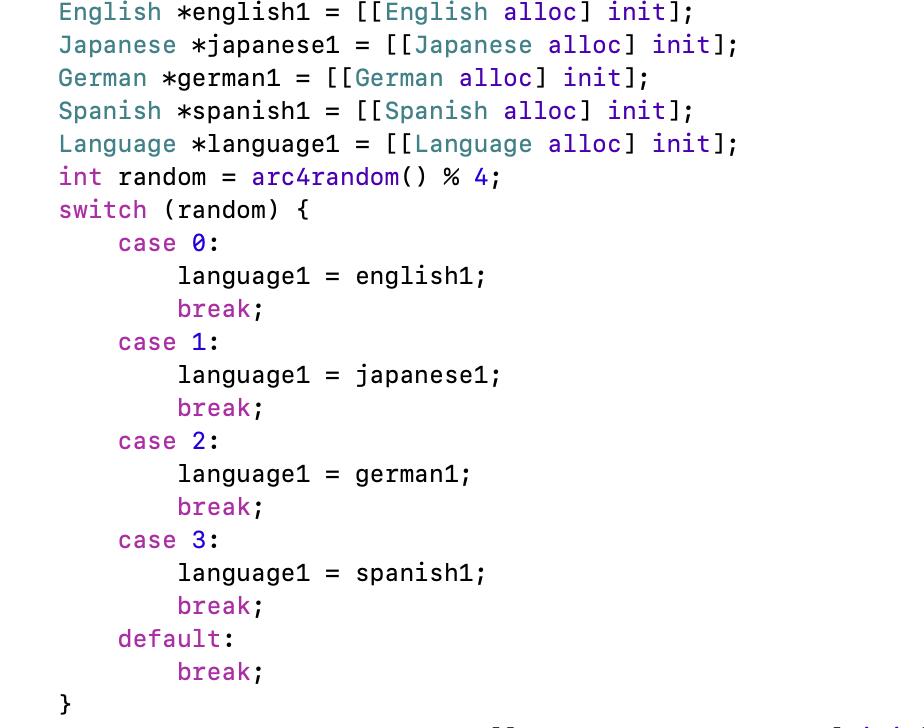 English *english1 = [[English alloc] init];
Japanese *japanese1 = [[Japanese alloc] init];
German *german1 = [[German alloc] init];
Spanish *spanish1 = [[Spanish alloc] init];
Language *language1 = [[Language alloc] init];
int random = arc4random() % 4;
switch (random) {
    case 0:
        language1 = english1;
        break;
    case 1:
        language1 = japanese1;
        break;
    case 2:
        language1 = german1;
        break;
    case 3:
        language1 = spanish1;
        break;
    default:
        break;
}